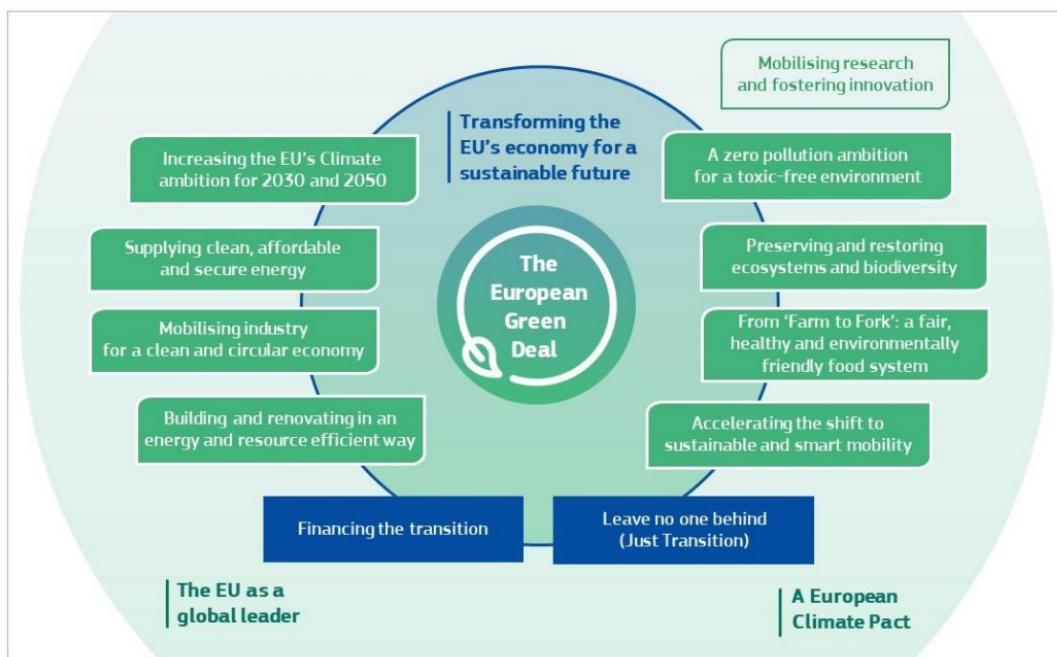 Mobilising research
and fostering innovation
Transforming the
EU's economy for a
sustainable future
Increasing the EU's Climate
ambition for 2030 and 2050
A zero pollution ambition
for a toxic-free environment
Supplying clean, affordable
and secure energy
Preserving and restoring
ecosystems and biodiversity
The
European
Green
Deal
Mobilising industry
for a clean and circular economy
From ‘Farm to Fork’: a fair,
healthy and environmentally
friendly food system
Building and renovating in an
energy and resource efficient way
Accelerating the shift to
sustainable and smart mobility
Financing the transition
Leave no one behind
(Just Transition)
The EU as a
global leader
A European
Climate Pact